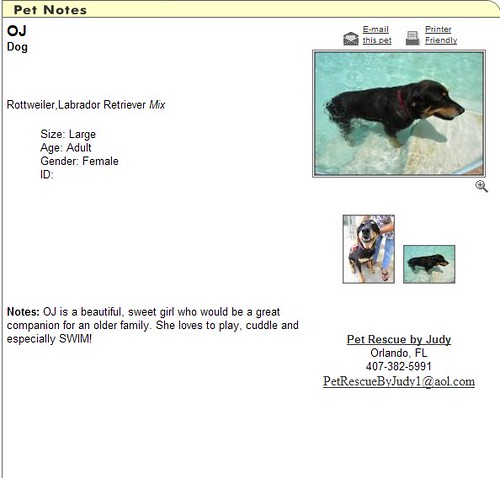 Pet Notes
OJ
Dog
E-mail
this pet
Printer
Friendly
Rottweiler,Labrador Retriever Mix
Size: Large
Age: Adult
Gender: Female
ID:
Notes: OJ is a beautiful, sweet girl who would be a great
companion for an older family. She loves to play, cuddle and
especially SWIM!
Pet Rescue by Judy
Orlando, FL
407-382-5991
PetRescueByJudy1@aol.com